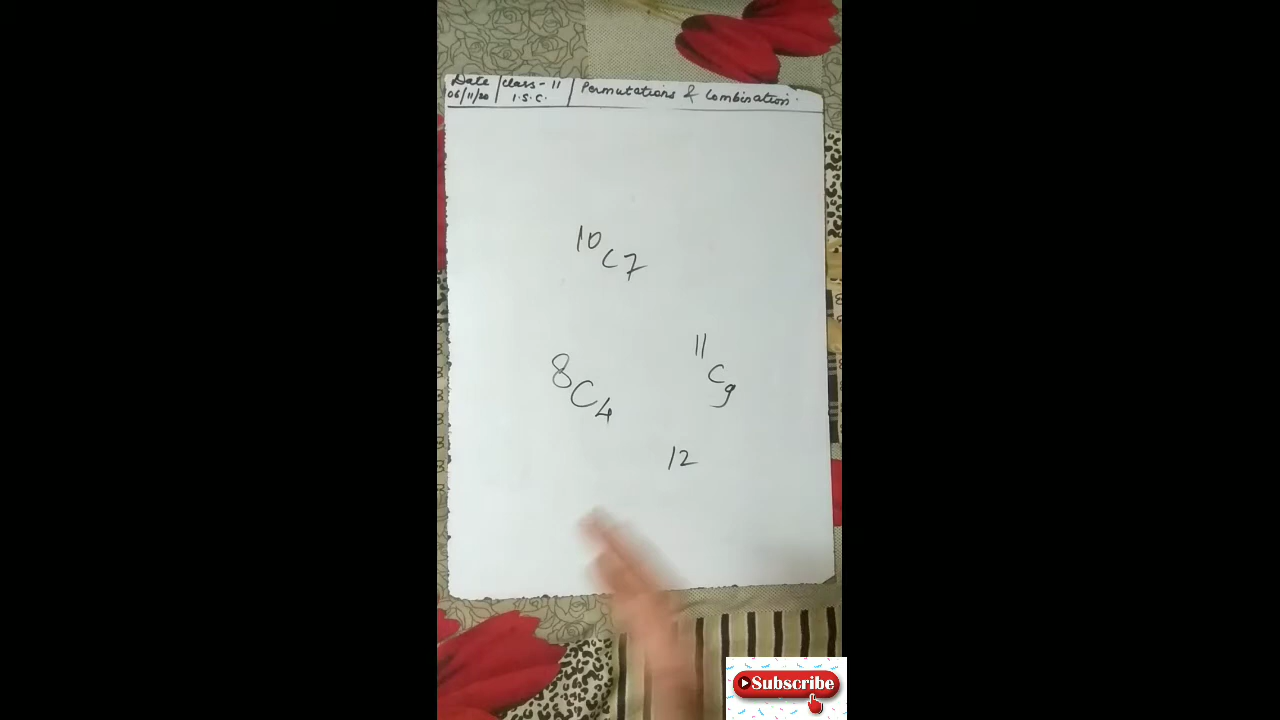 Date
06/11/20
class - 11
I.S.C.
Permutations & Combination.
10C7
8C4
11C9
12
Subscribe